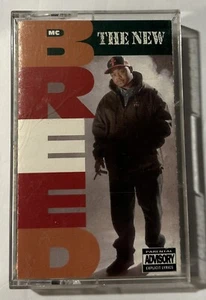 MC
BREED
THE NEW
PARENTAL
ADVISORY
EXPLICIT LYRICS